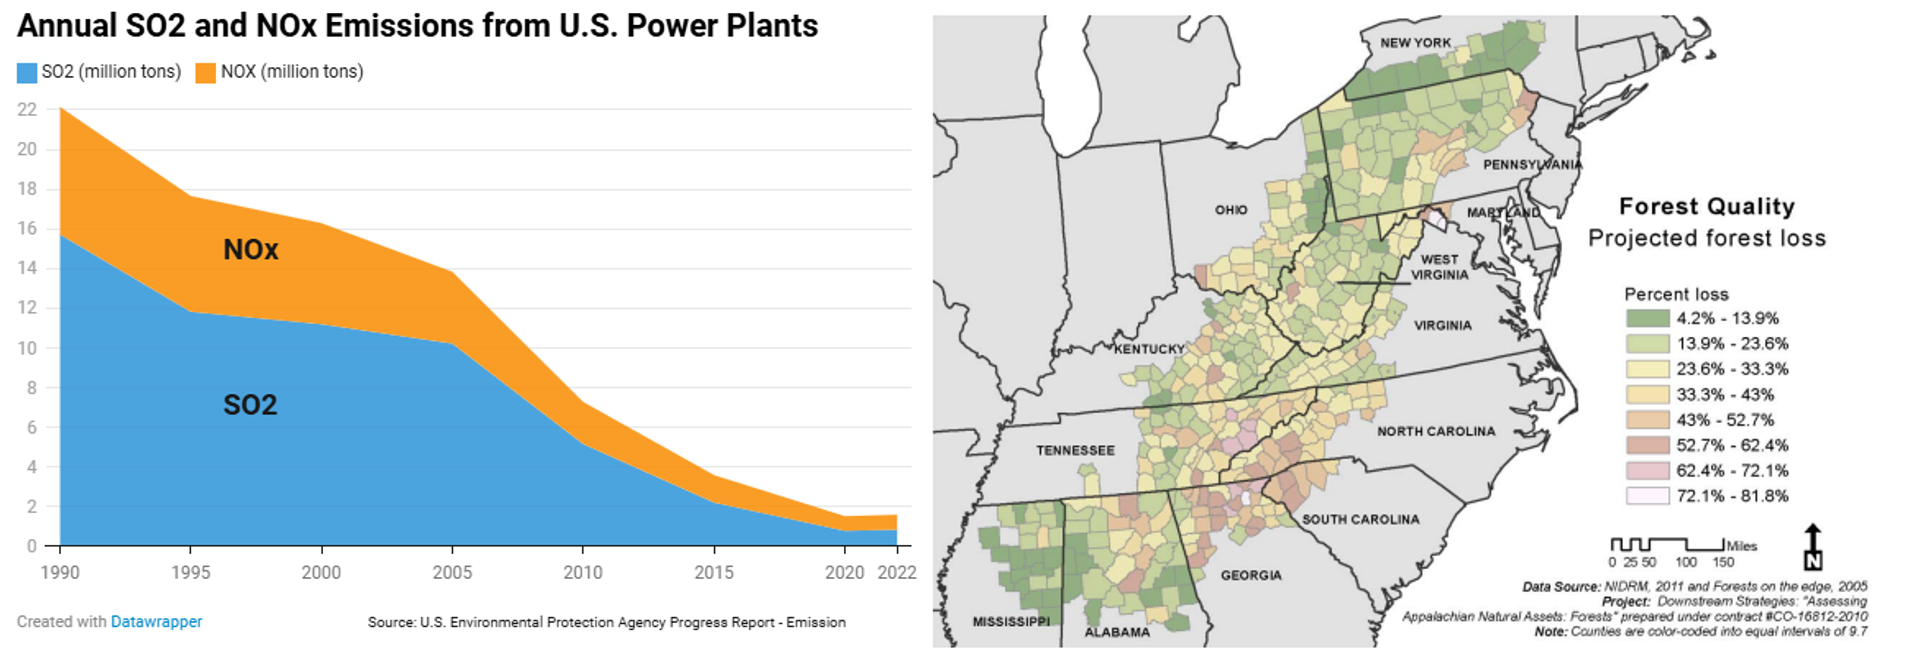 Annual SO2 and NOx Emissions from U.S. Power Plants
SO2 (million tons) NOX (million tons)
22
20
18
16
14
12
10
8
6
4
2
0
NOx
SO2
1990 1995 2000 2005 2010 2015 2020 2022
Created with Datawrapper
Source: U.S. Environmental Protection Agency Progress Report - Emission
NEW YORK
PENNSYLVANIA
OHIO
MARYLAND
WEST
VIRGINIA
VIRGINIA
KENTUCKY
NORTH CAROLINA
TENNESSEE
SOUTH CAROLINA
GEORGIA
MISSISSIPPI
ALABAMA
Forest Quality
Projected forest loss
Percent loss
4.2% - 13.9%
13.9% - 23.6%
23.6% - 33.3%
33.3% - 43%
43% - 52.7%
52.7% - 62.4%
62.4% - 72.1%
72.1% - 81.8%
Miles
0 25 50 100 150
N
Data Source: NIDRM, 2011 and Forests on the edge, 2005
Project: Downstream Strategies: "Assessing
Appalachian Natural Assets: Forests" prepared under contract #CO-16812-2010
Note: Counties are color-coded into equal intervals of 9.7